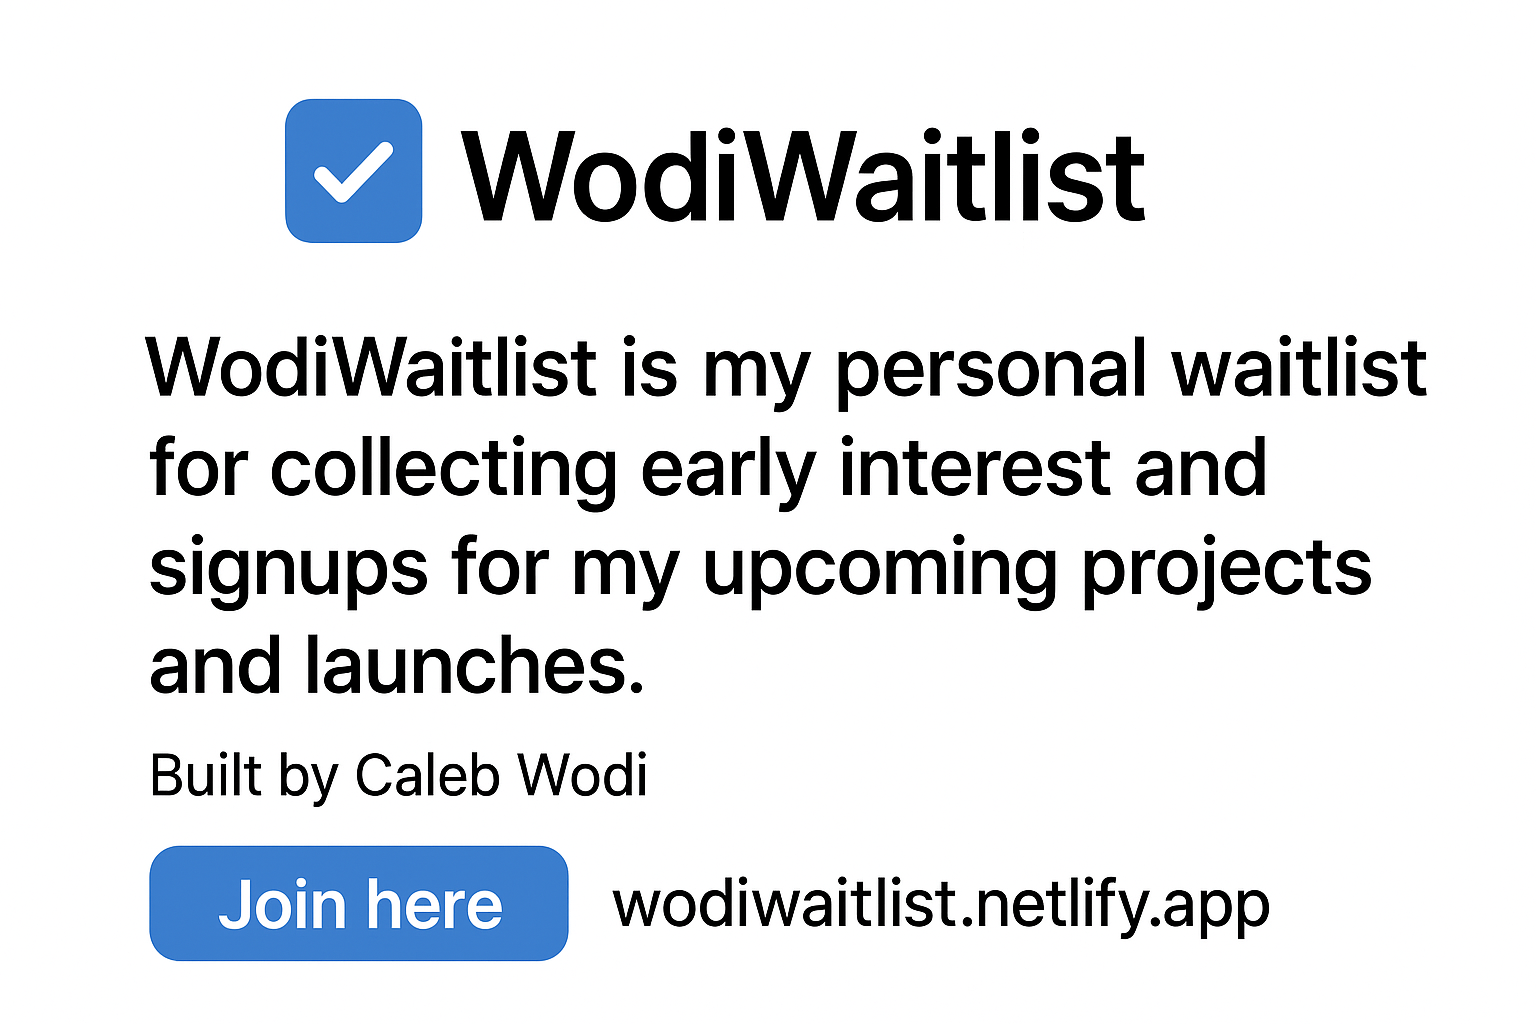 WodiWaitlist
WodiWaitlist is my personal waitlist
for collecting early interest and
signups for my upcoming projects
and launches.
Built by Caleb Wodi
Join here
wodiwaitlist.netlify.app